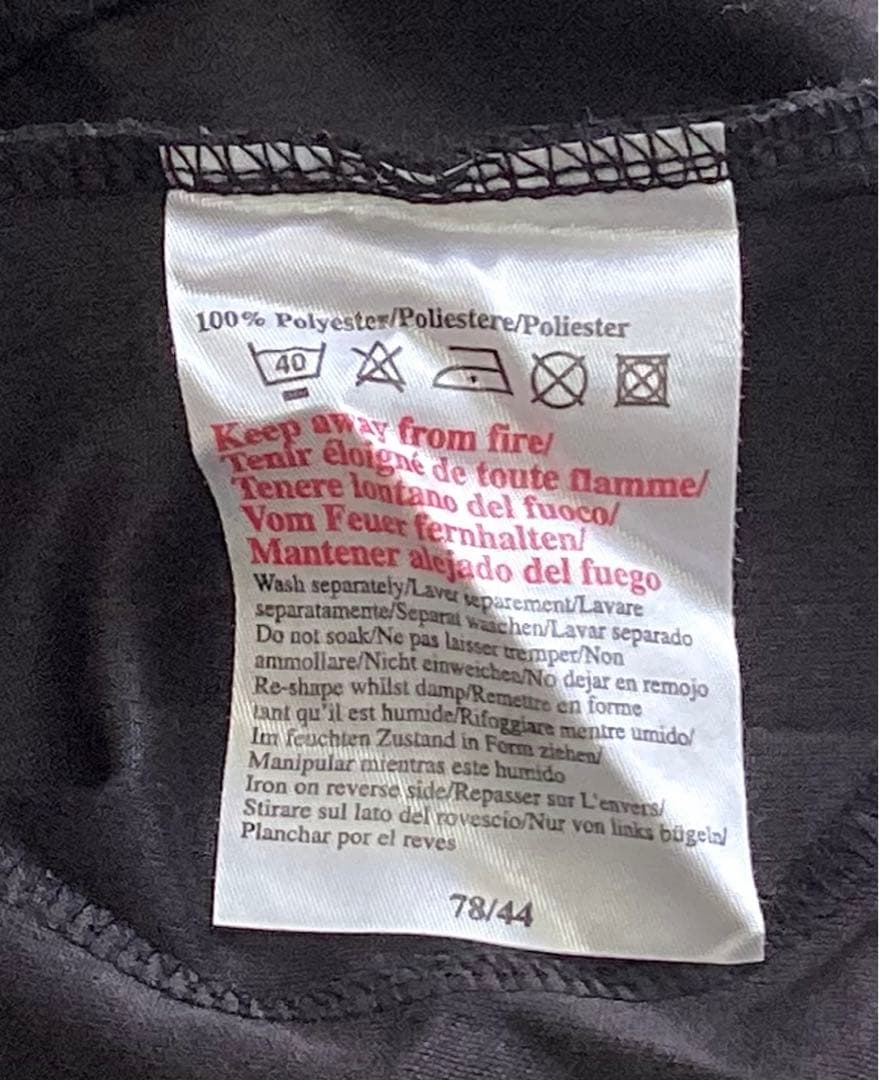 100% Polyester/Poliestere/Poliester
40
Keep away from fire/
Tenir éloigné de toute flamme/
Tenere lontano del fuoco/
Vom Feuer fernhalten/
Mantener alejado del fuego
Wash separately/Laver separement/Lavare
separatamente/Separat waschen/Lavar separado
Do not soak/Ne pas laisser tremper/Non
ammollare/Nicht einweichen/No dejar en remojo
Re-shape whilst damp/Remettre en forme
tant qu'il est humide/Rifoggiare mentre umido/
Im feuchten Zustand in Form ziehen/
Manipular mientras este humido
Iron on reverse side/Repasser sur L'envers/
Stirare sul lato del rovescio/Nur von links bügeln/
Planchar por el reves
78/44